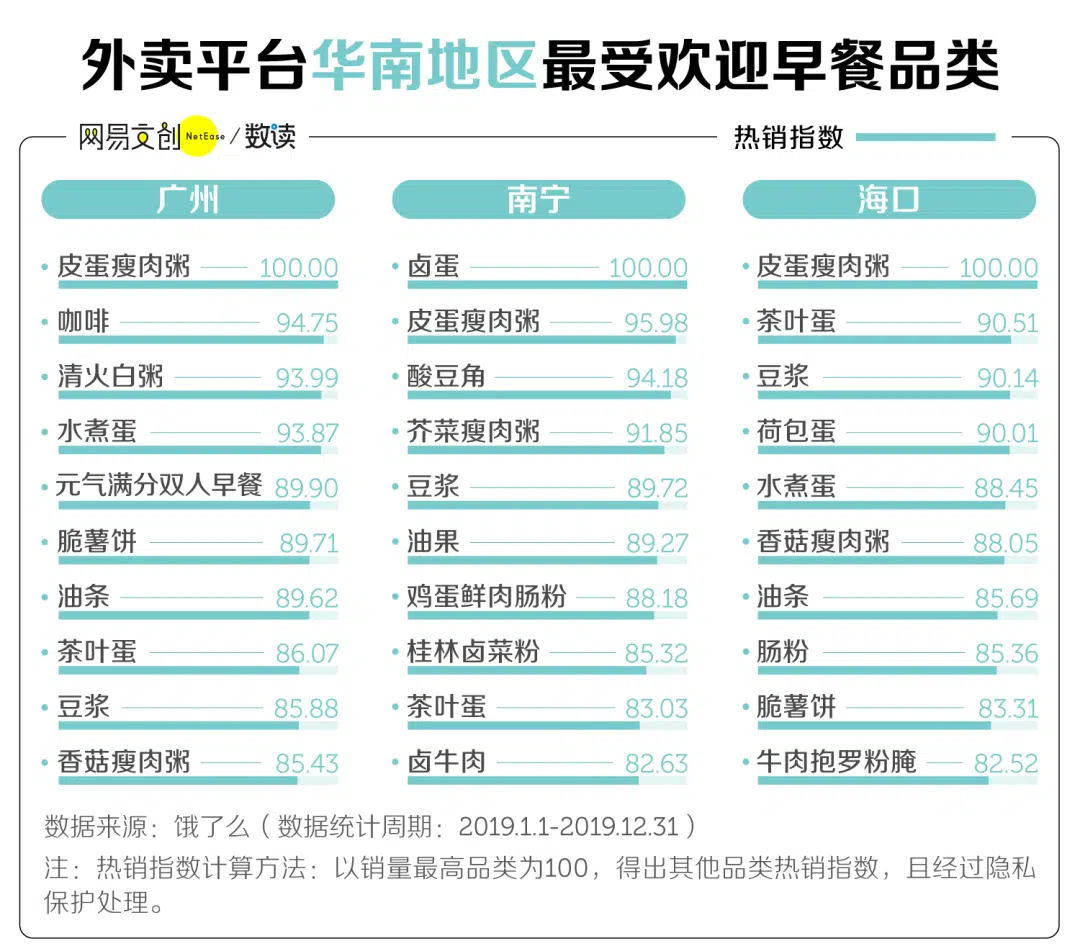 外卖平台华南地区最受欢迎早餐品类
网易文创NetEase/数读
热销指数
广州
皮蛋瘦肉粥 100.00
咖啡 94.75
清火白粥 93.99
水煮蛋 93.87
元气满分双人早餐 89.90
脆薯饼 89.71
油条 89.62
茶叶蛋 86.07
豆浆 85.88
香菇瘦肉粥 85.43
南宁
卤蛋 100.00
皮蛋瘦肉粥 95.98
酸豆角 94.18
芥菜瘦肉粥 91.85
豆浆 89.72
油果 89.27
鸡蛋鲜肉肠粉 88.18
桂林卤菜粉 85.32
茶叶蛋 83.03
卤牛肉 82.63
海口
皮蛋瘦肉粥 100.00
茶叶蛋 90.51
豆浆 90.14
荷包蛋 90.01
水煮蛋 88.45
香菇瘦肉粥 88.05
油条 85.69
肠粉 85.36
脆薯饼 83.31
牛肉抱罗粉腌 82.52
数据来源：饿了么（数据统计周期：2019.1.1-2019.12.31）
注：热销指数计算方法：以销量最高品类为100，得出其他品类热销指数，且经过隐私
保护处理。